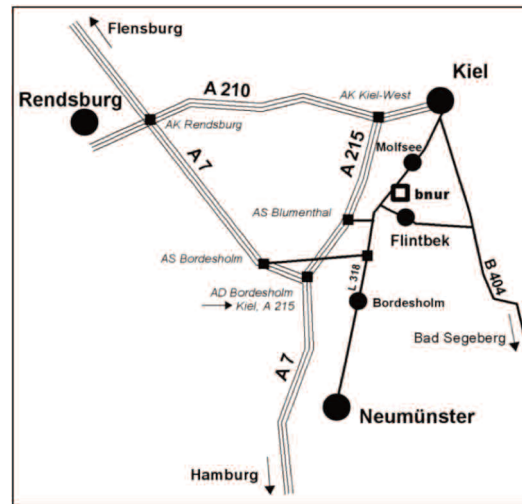 Flensburg
Kiel
A 210
AK Kiel-West
Rendsburg
AK Rendsburg
Molfsee
A 7
A 215
bnur
AS Blumenthal
Flintbek
AS Bordesholm
L 318
B 404
AD Bordesholm
Kiel, A 215
Bordesholm
Bad Segeberg
A 7
Neumünster
Hamburg